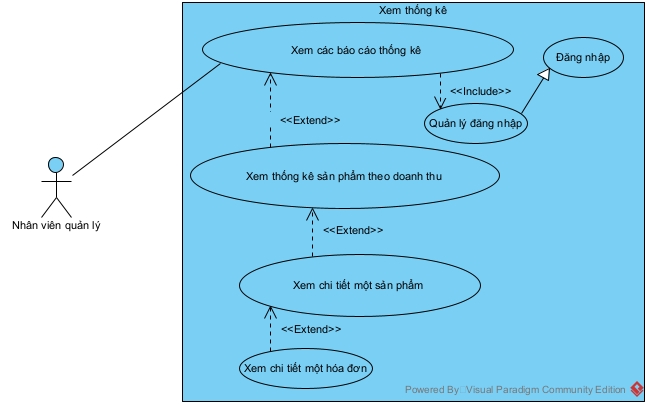 Xem thống kê
Xem các báo cáo thống kê
Đăng nhập
<<Include>>
<<Extend>>
Quản lý đăng nhập
Xem thống kê sản phẩm theo doanh thu
Nhân viên quản lý
<<Extend>>
Xem chi tiết một sản phẩm
<<Extend>>
Xem chi tiết một hóa đơn
Powered By Visual Paradigm Community Edition